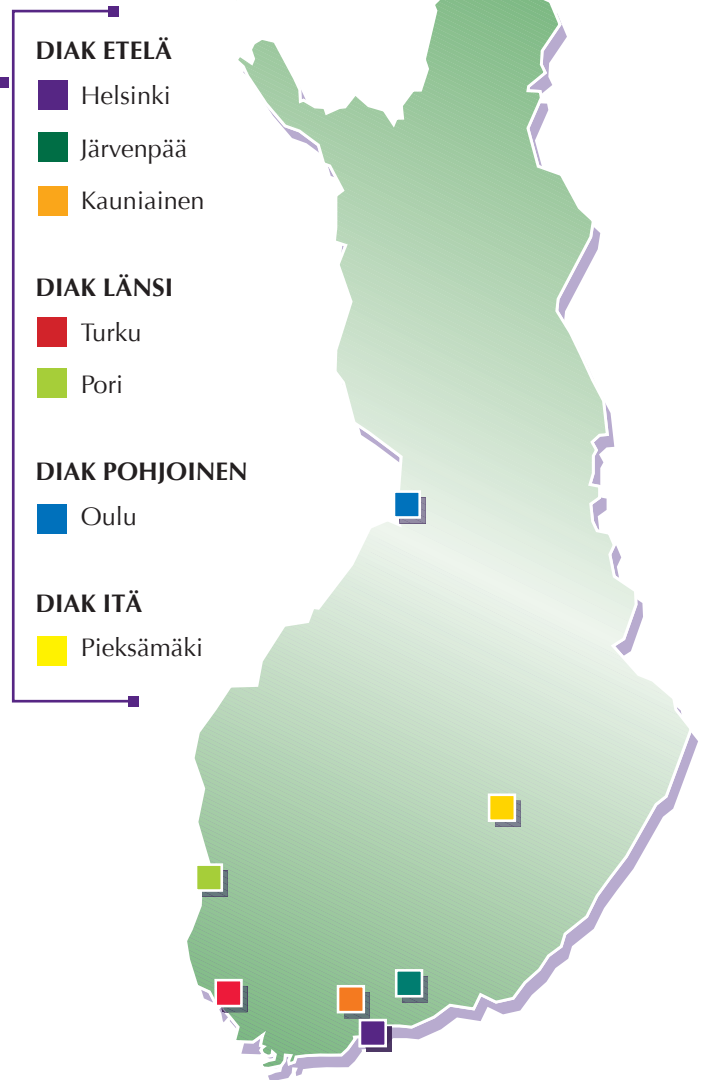 DIAK ETELÄ
Helsinki
Järvenpää
Kauniainen
DIAK LÄNSI
Turku
Pori
DIAK POHJOINEN
Oulu
DIAK ITÄ
Pieksämäki